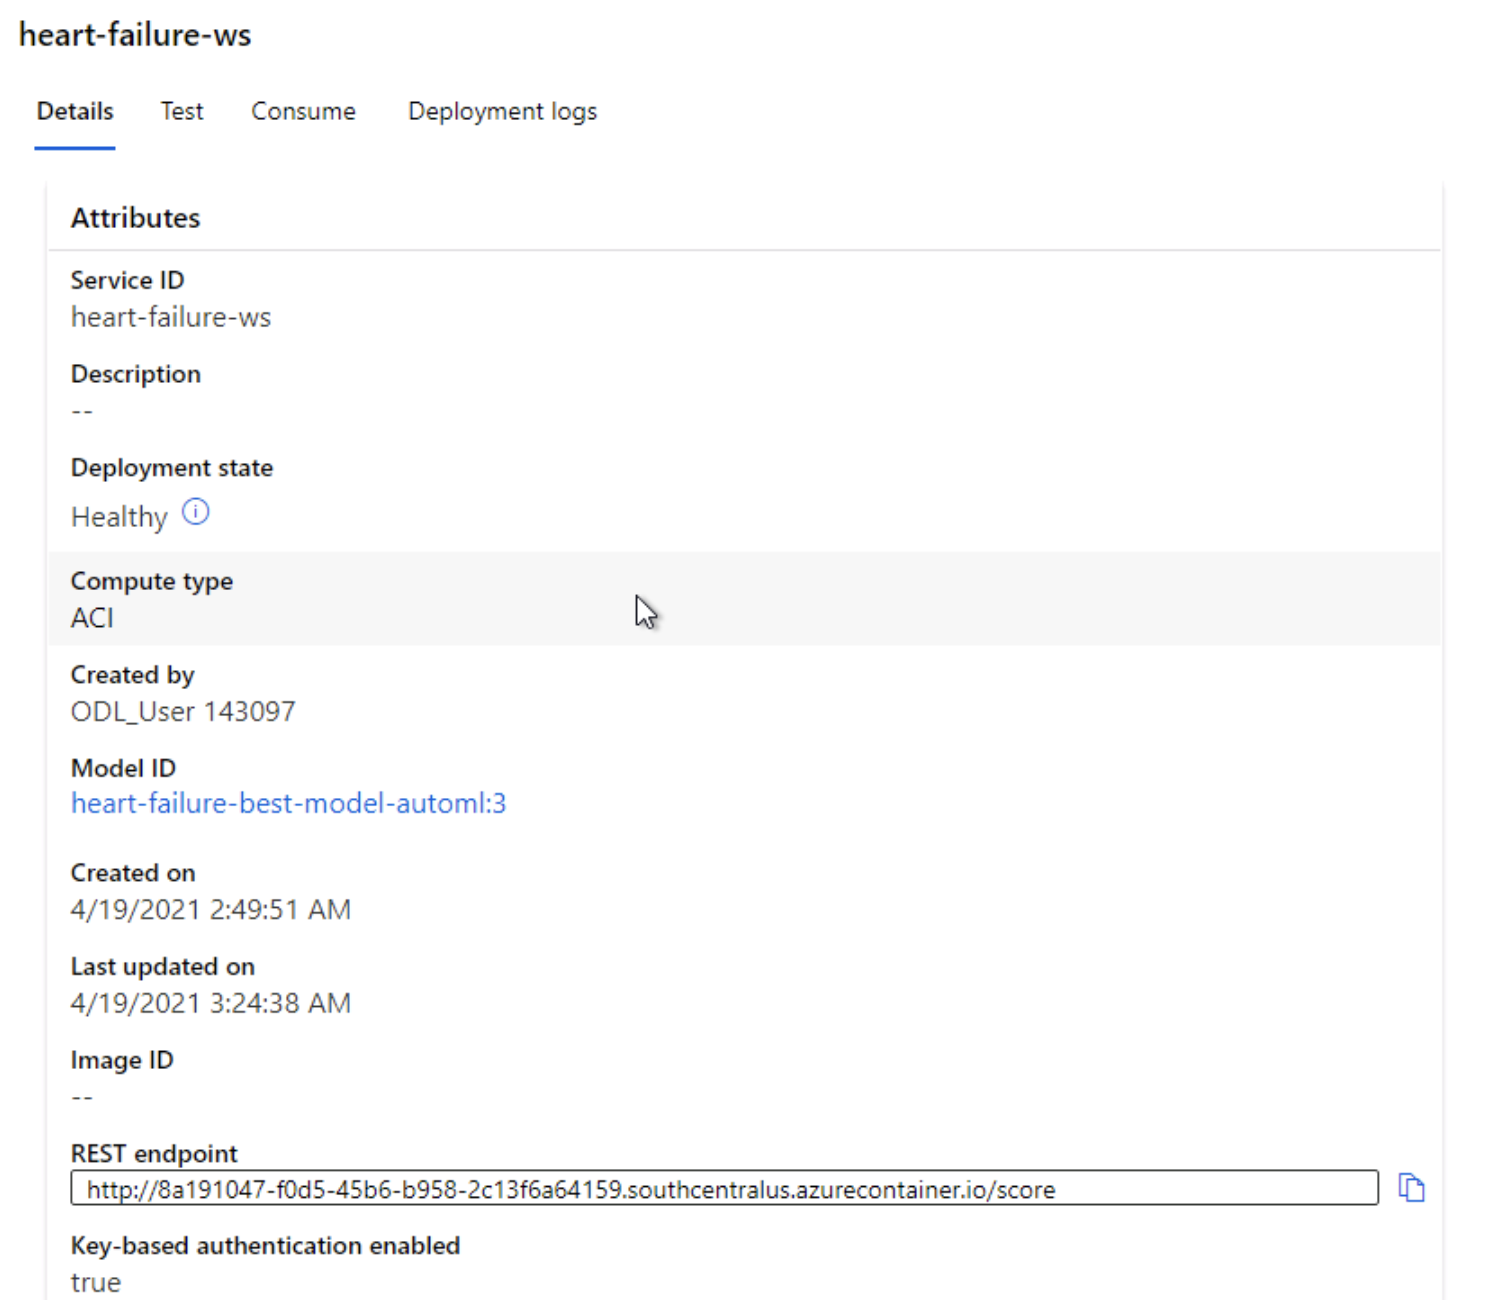 heart-failure-ws
Details Test Consume Deployment logs
Attributes
Service ID
heart-failure-ws
Description
--
Deployment state
Healthy
Compute type
ACI
Created by
ODL_User 143097
Model ID
heart-failure-best-model-automl:3
Created on
4/19/2021 2:49:51 AM
Last updated on
4/19/2021 3:24:38 AM
Image ID
--
REST endpoint
http://8a191047-f0d5-45b6-b958-2c13f6a64159.southcentralus.azurecontainer.io/score
Key-based authentication enabled
true